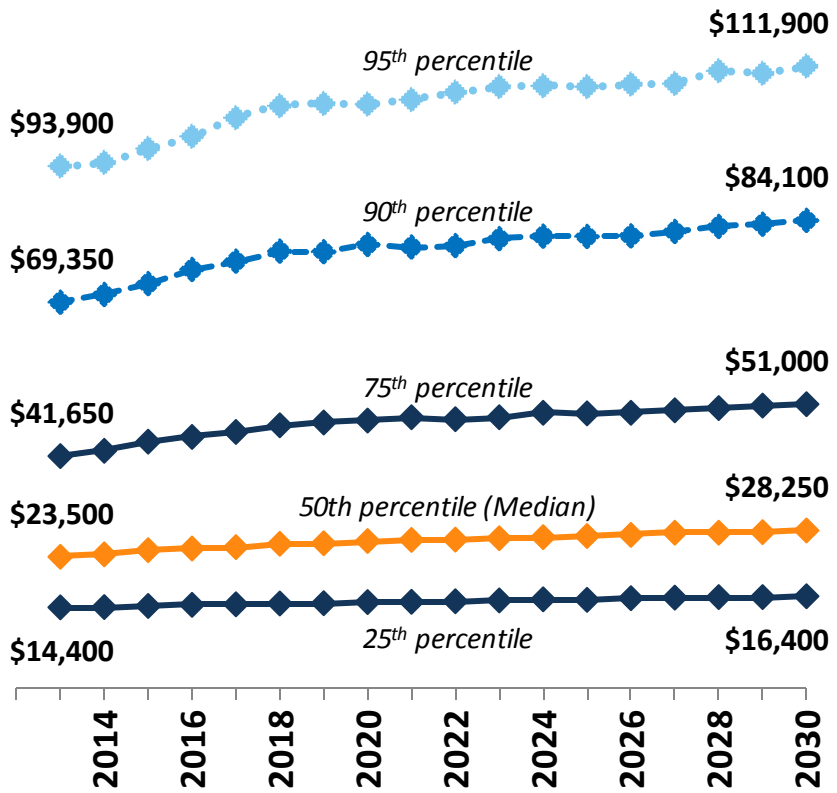 $111,900
95th percentile
$93,900
$84,100
90th percentile
$69,350
$51,000
75th percentile
$41,650
$28,250
50th percentile (Median)
$23,500
25th percentile
$14,400
$16,400
2014 2016 2018 2020 2022 2024 2026 2028 2030